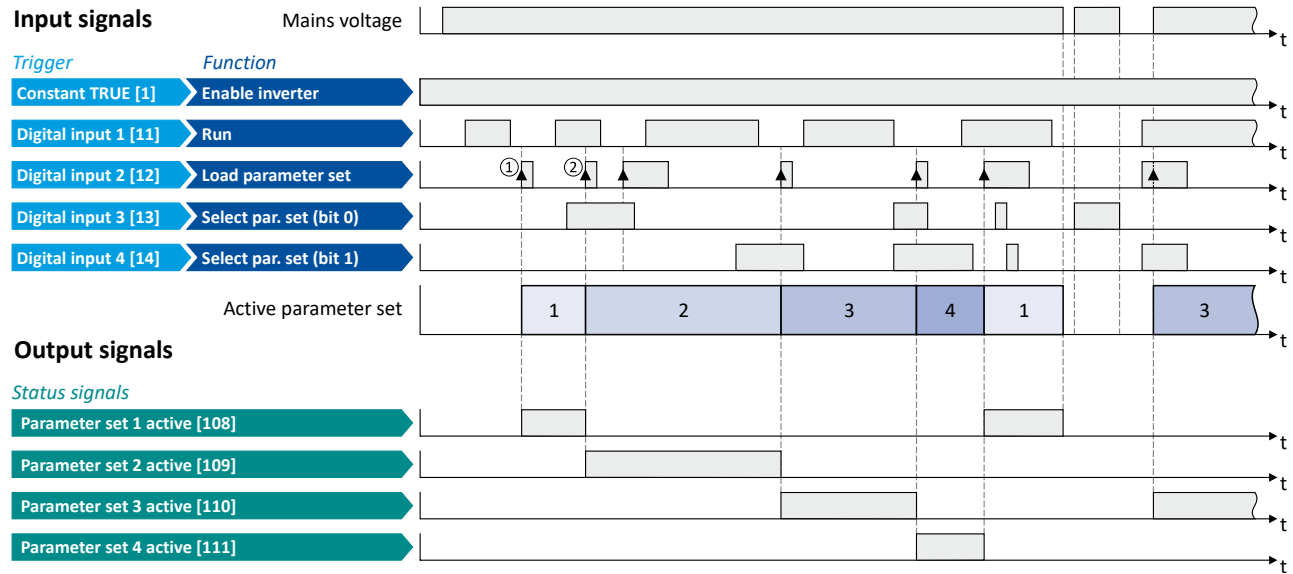 Input signals
Mains voltage
t
Trigger Function
Constant TRUE [1] Enable inverter
t
Digital input 1 [11] Run
t
Digital input 2 [12] Load parameter set
① ②
t
Digital input 3 [13] Select par. set (bit 0)
t
Digital input 4 [14] Select par. set (bit 1)
t
Active parameter set
1 2 3 4 1 3
t
Output signals
Status signals
Parameter set 1 active [108]
t
Parameter set 2 active [109]
t
Parameter set 3 active [110]
t
Parameter set 4 active [111]
t